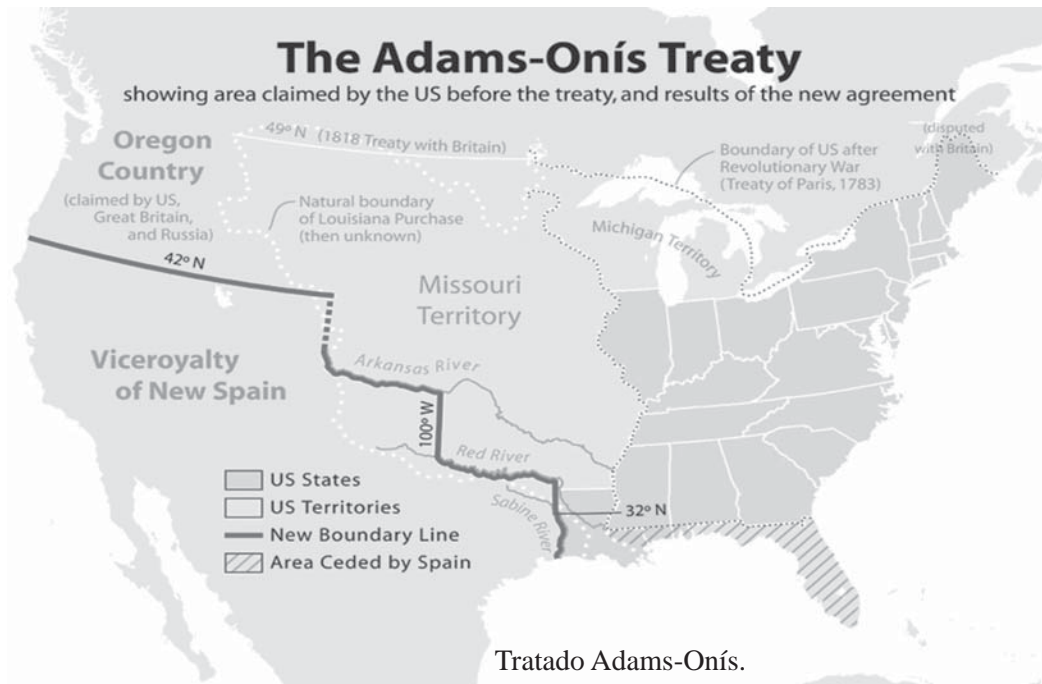 The Adams-Onís Treaty
showing area claimed by the US before the treaty, and results of the new agreement
49º N (1818 Treaty with Britain)
(disputed
with Britain)
Oregon
Country
(claimed by US,
Great Britain,
and Russia)
Boundary of US after
Revolutionary War
(Treaty of Paris, 1783)
Natural boundary
of Louisiana Purchase
(then unknown)
Michigan Territory
42º N
Missouri
Territory
Viceroyalty
of New Spain
Arkansas River
100º W
Red River
Sabine River
32º N
US States
US Territories
New Boundary Line
Area Ceded by Spain
Tratado Adams-Onís.